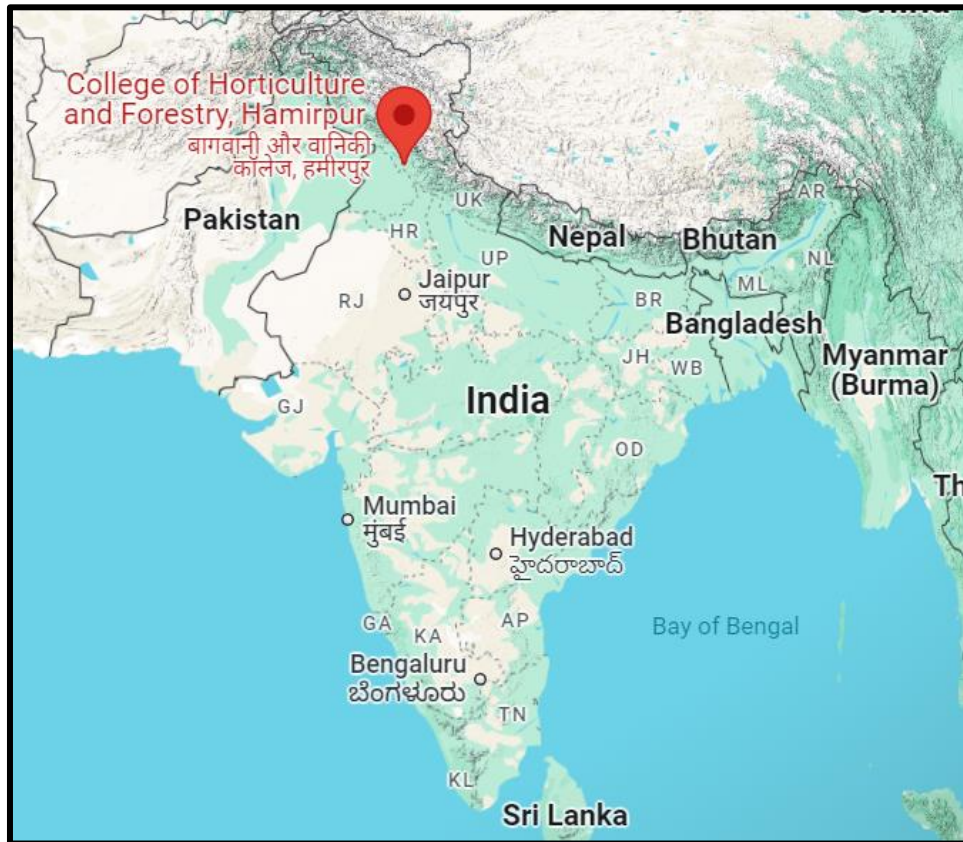 China
College of Horticulture
and Forestry, Hamirpur
बागवानी और वानिकी
कॉलेज, हमीरपुर
AR
UK
Pakistan
Nepal
Bhutan
HR
NL
UP
Jaipur
जयपुर
ML
RJ
BR
Bangladesh
JH
WB
Myanmar
(Burma)
India
GJ
OD
Th
Mumbai
मुंबई
Hyderabad
హైదరాబాద్
GA
KA
AP
Bay of Bengal
Bengaluru
ಬೆಂಗಳೂರು
TN
KL
Sri Lanka